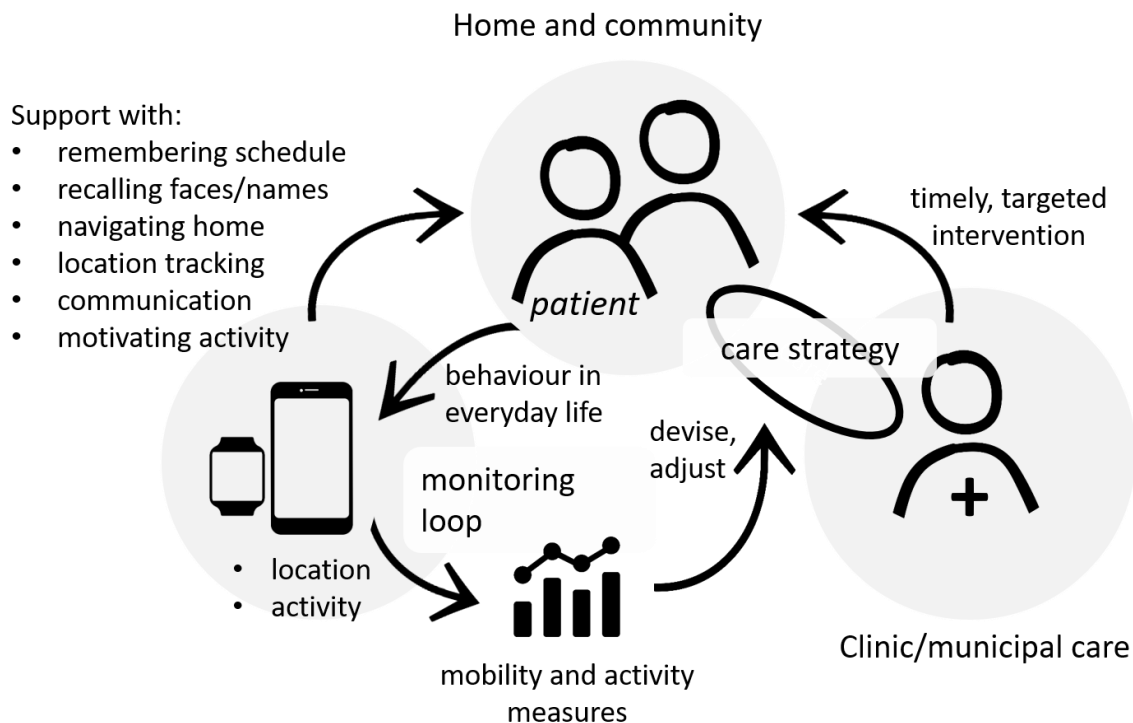 Home and community
Support with:
• remembering schedule
• recalling faces/names
• navigating home
• location tracking
• communication
• motivating activity
timely, targeted
intervention
patient
care strategy
behaviour in
everyday life
devise,
adjust
monitoring
loop
• location
• activity
mobility and activity
measures
Clinic/municipal care